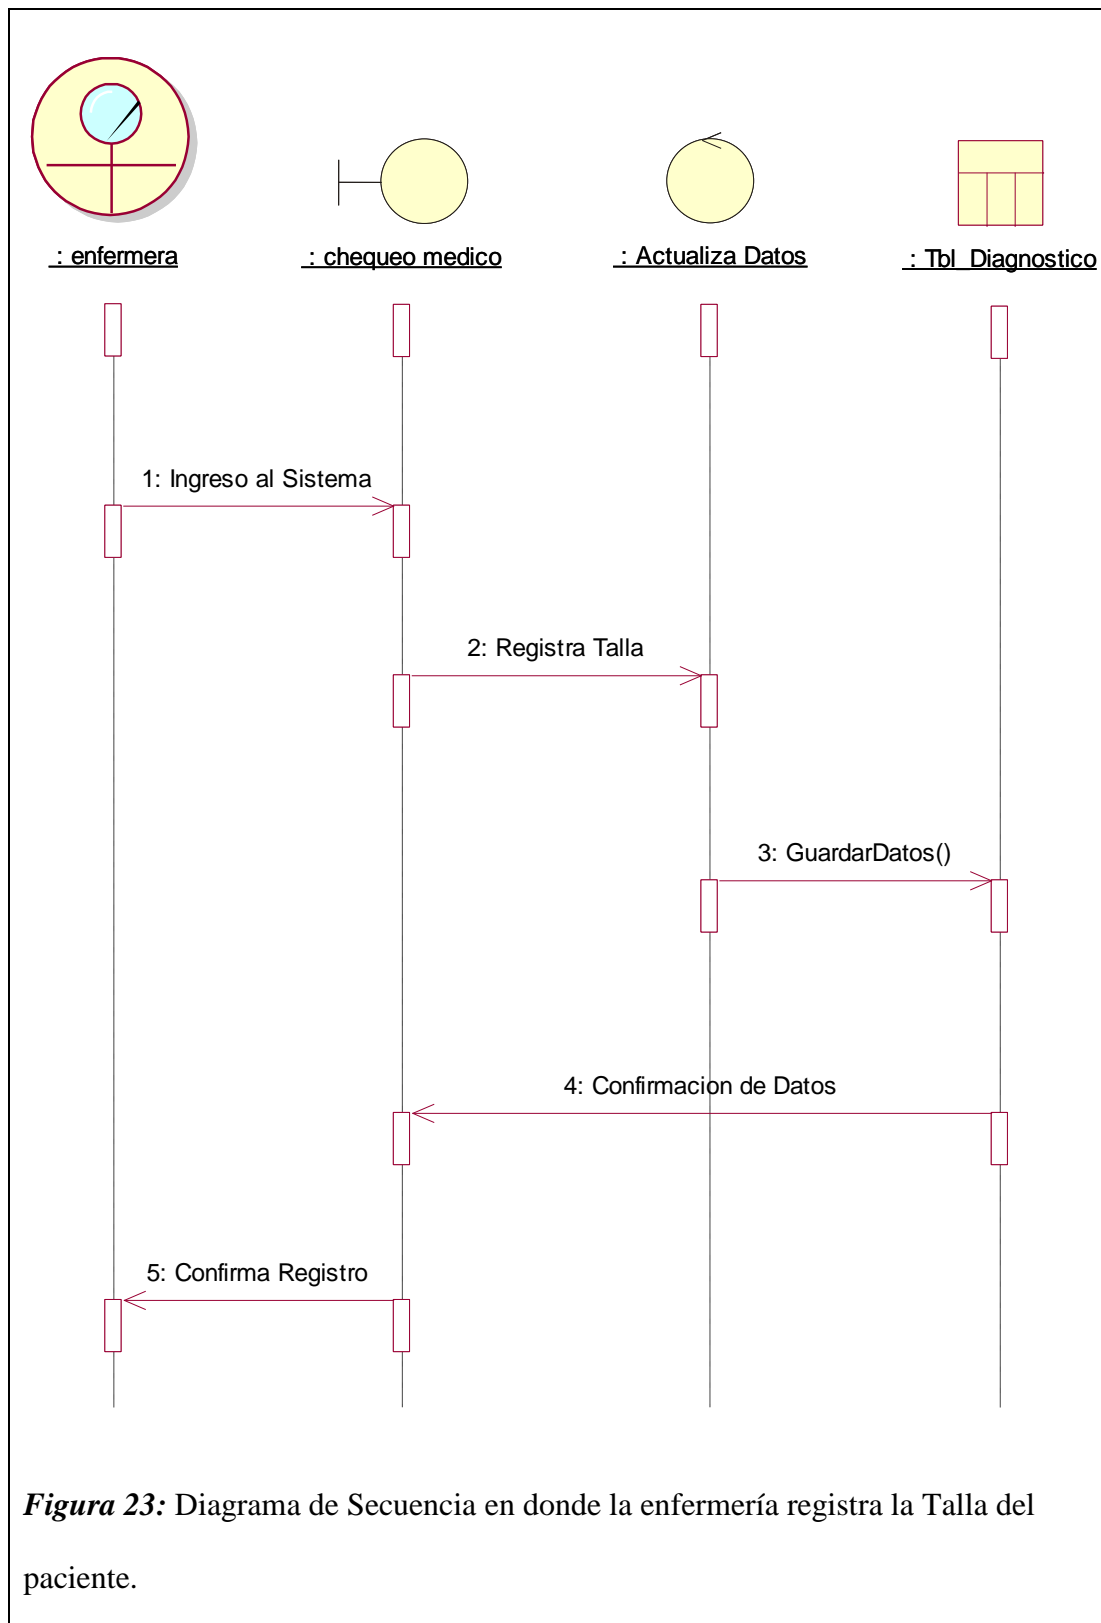 : enfermera
: chequeo medico
: Actualiza Datos
: Tbl_Diagnostico
1: Ingreso al Sistema
2: Registra Talla
3: GuardarDatos()
4: Confirmacion de Datos
5: Confirma Registro
Figura 23: Diagrama de Secuencia en donde la enfermería registra la Talla del
paciente.